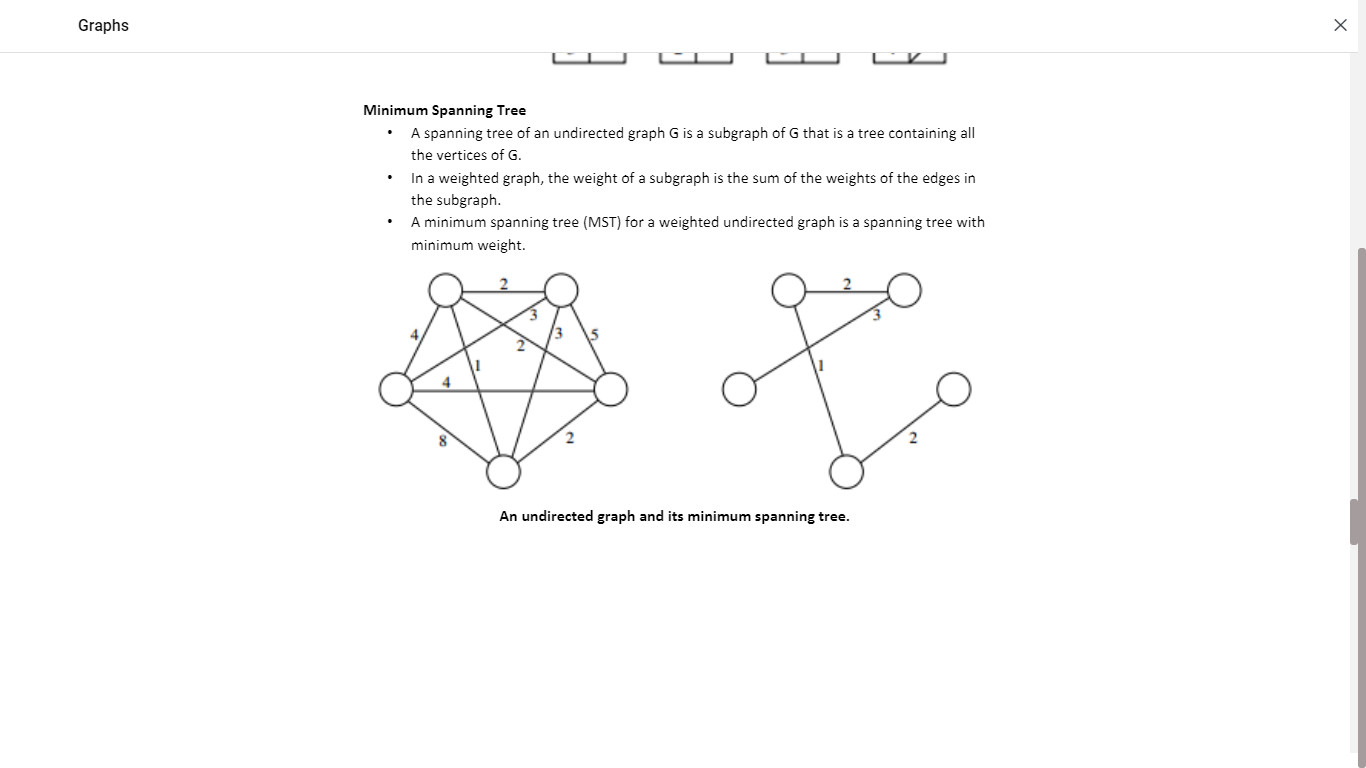 Graphs
Minimum Spanning Tree
• A spanning tree of an undirected graph G is a subgraph of G that is a tree containing all
the vertices of G.
• In a weighted graph, the weight of a subgraph is the sum of the weights of the edges in
the subgraph.
• A minimum spanning tree (MST) for a weighted undirected graph is a spanning tree with
minimum weight.
2 2
3 3
4 3 5
2
1 1
4
8 2 2
An undirected graph and its minimum spanning tree.